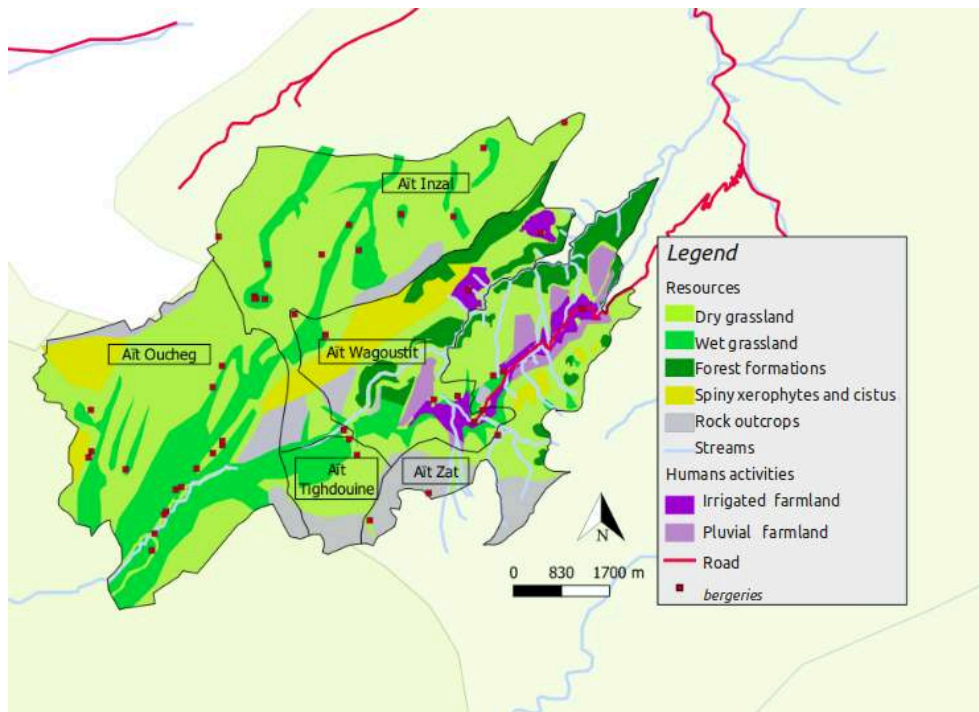 Aït Inzal
Aït Oucheg
Aït Wagoustit
Aït
Tighdouine
Aït Zat
N
0 830 1700 m
Legend
Resources
Dry grassland
Wet grassland
Forest formations
Spiny xerophytes and cistus
Rock outcrops
Streams
Humans activities
Irrigated farmland
Pluvial farmland
Road
bergeries